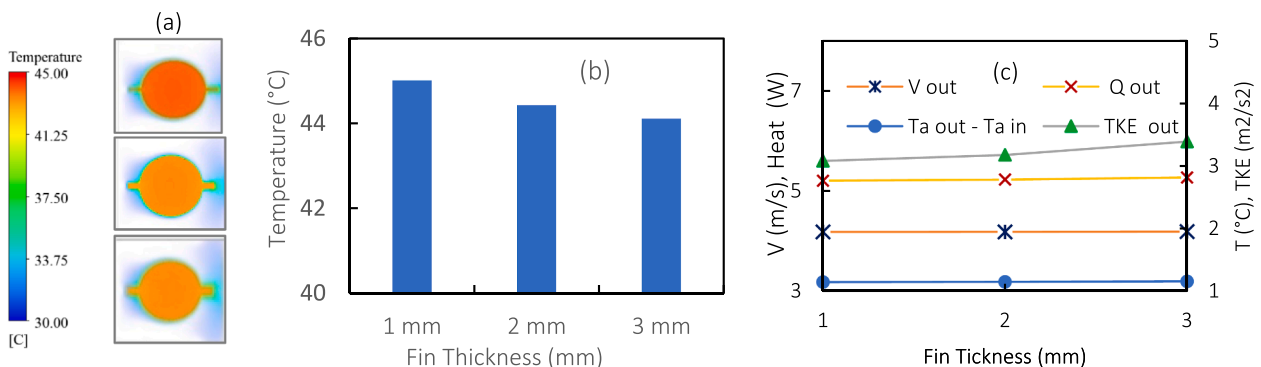 (a)
Temperature
45.00
41.25
37.50
33.75
30.00
[C]
46
44
42
40
Temperature (°C)
(b)
1 mm
2 mm
3 mm
Fin Thickness (mm)
7
5
3
V (m/s), Heat (W)
(c)
V out
Q out
Ta out - Ta in
TKE out
5
4
3
2
1
T (°C), TKE (m2/s2)
1
2
3
Fin Tickness (mm)